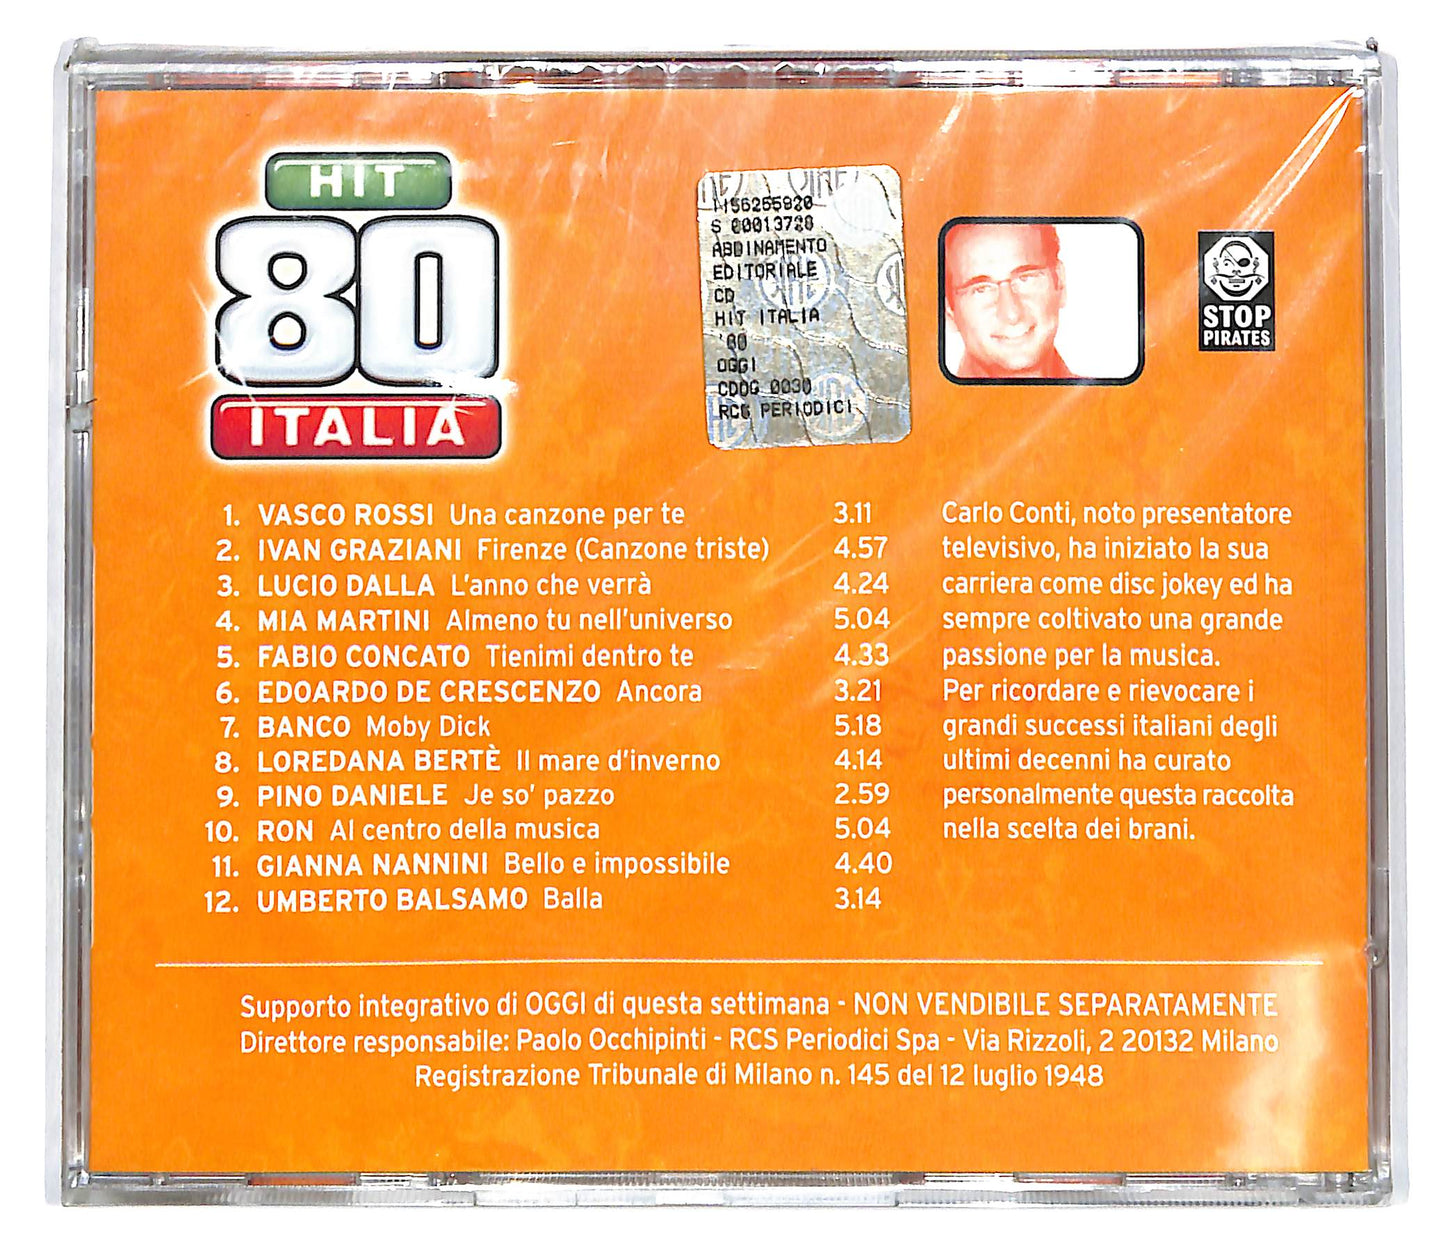 HIT
80
ITALIA
1456265920
S 00013728
ABBINAMENTO
EDITORIALE
CD
HIT ITALIA
'80
OGGI
CDOG 0030
RCS PERIODICI
STOP
PIRATES
1. VASCO ROSSI Una canzone per te 3.11
2. IVAN GRAZIANI Firenze (Canzone triste) 4.57
3. LUCIO DALLA L'anno che verrà 4.24
4. MIA MARTINI Almeno tu nell'universo 5.04
5. FABIO CONCATO Tienimi dentro te 4.33
6. EDOARDO DE CRESCENZO Ancora 3.21
7. BANCO Moby Dick 5.18
8. LOREDANA BERTÈ Il mare d'inverno 4.14
9. PINO DANIELE Je so' pazzo 2.59
10. RON Al centro della musica 5.04
11. GIANNA NANNINI Bello e impossibile 4.40
12. UMBERTO BALSAMO Balla 3.14
Carlo Conti, noto presentatore
televisivo, ha iniziato la sua
carriera come disc jokey ed ha
sempre coltivato una grande
passione per la musica.
Per ricordare e rievocare i
grandi successi italiani degli
ultimi decenni ha curato
personalmente questa raccolta
nella scelta dei brani.
Supporto integrativo di OGGI di questa settimana - NON VENDIBILE SEPARATAMENTE
Direttore responsabile: Paolo Occhipinti - RCS Periodici Spa - Via Rizzoli, 2 20132 Milano
Registrazione Tribunale di Milano n. 145 del 12 luglio 1948